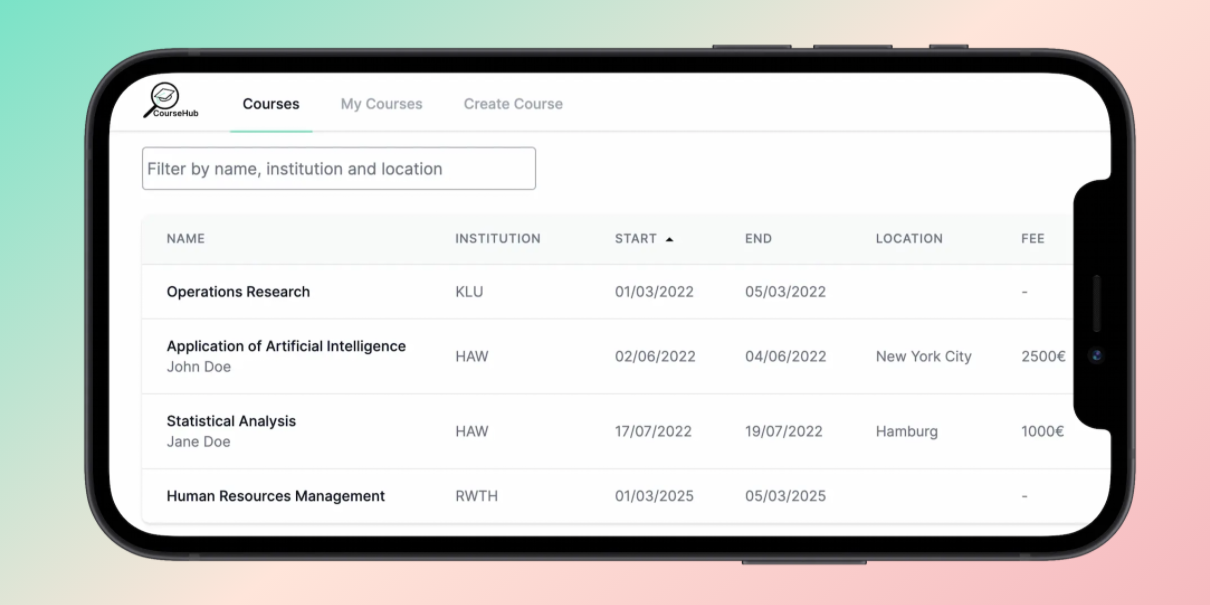 CourseHub
Courses My Courses Create Course
Filter by name, institution and location
NAME INSTITUTION START END LOCATION FEE
Operations Research KLU 01/03/2022 05/03/2022 -
Application of Artificial Intelligence
John Doe HAW 02/06/2022 04/06/2022 New York City 2500€
Statistical Analysis
Jane Doe HAW 17/07/2022 19/07/2022 Hamburg 1000€
Human Resources Management RWTH 01/03/2025 05/03/2025 -